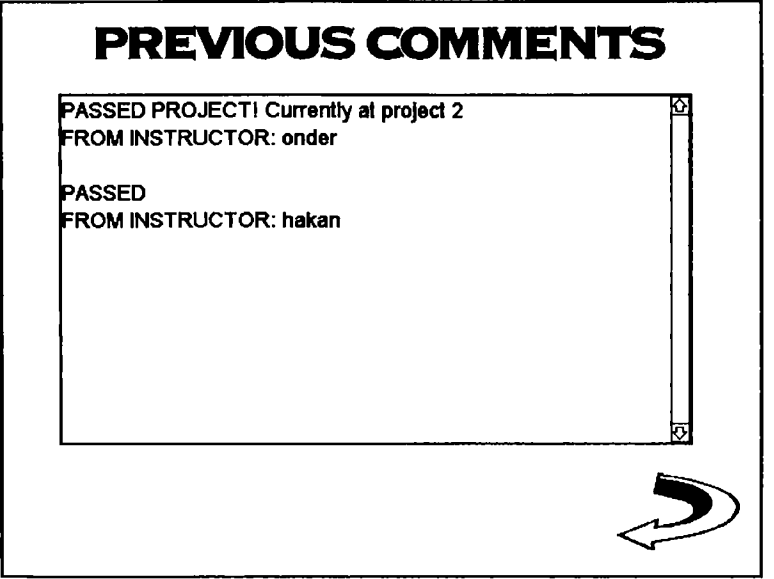 PREVIOUS COMMENTS
PASSED PROJECT! Currently at project 2
FROM INSTRUCTOR: onder
PASSED
FROM INSTRUCTOR: hakan